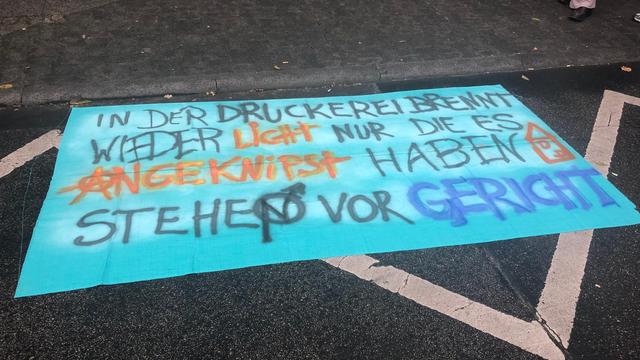 IN DER DRUCKEREI BRENNT
WIEDER LICHT NUR DIE ES
ANGEKNIPST HABEN
STEHEN VOR GERICHT